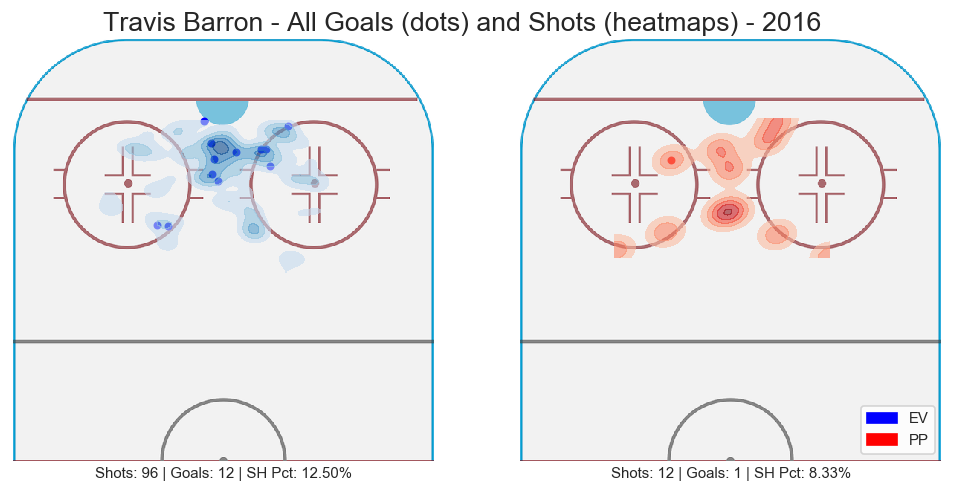 Travis Barron - All Goals (dots) and Shots (heatmaps) - 2016
EV
PP
Shots: 96 | Goals: 12 | SH Pct: 12.50%
Shots: 12 | Goals: 1 | SH Pct: 8.33%